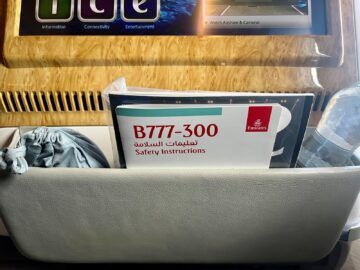 ice
Information Connectivity Entertainment
B777-300
Emirates
تعليمات السلامة
Safety Instructions